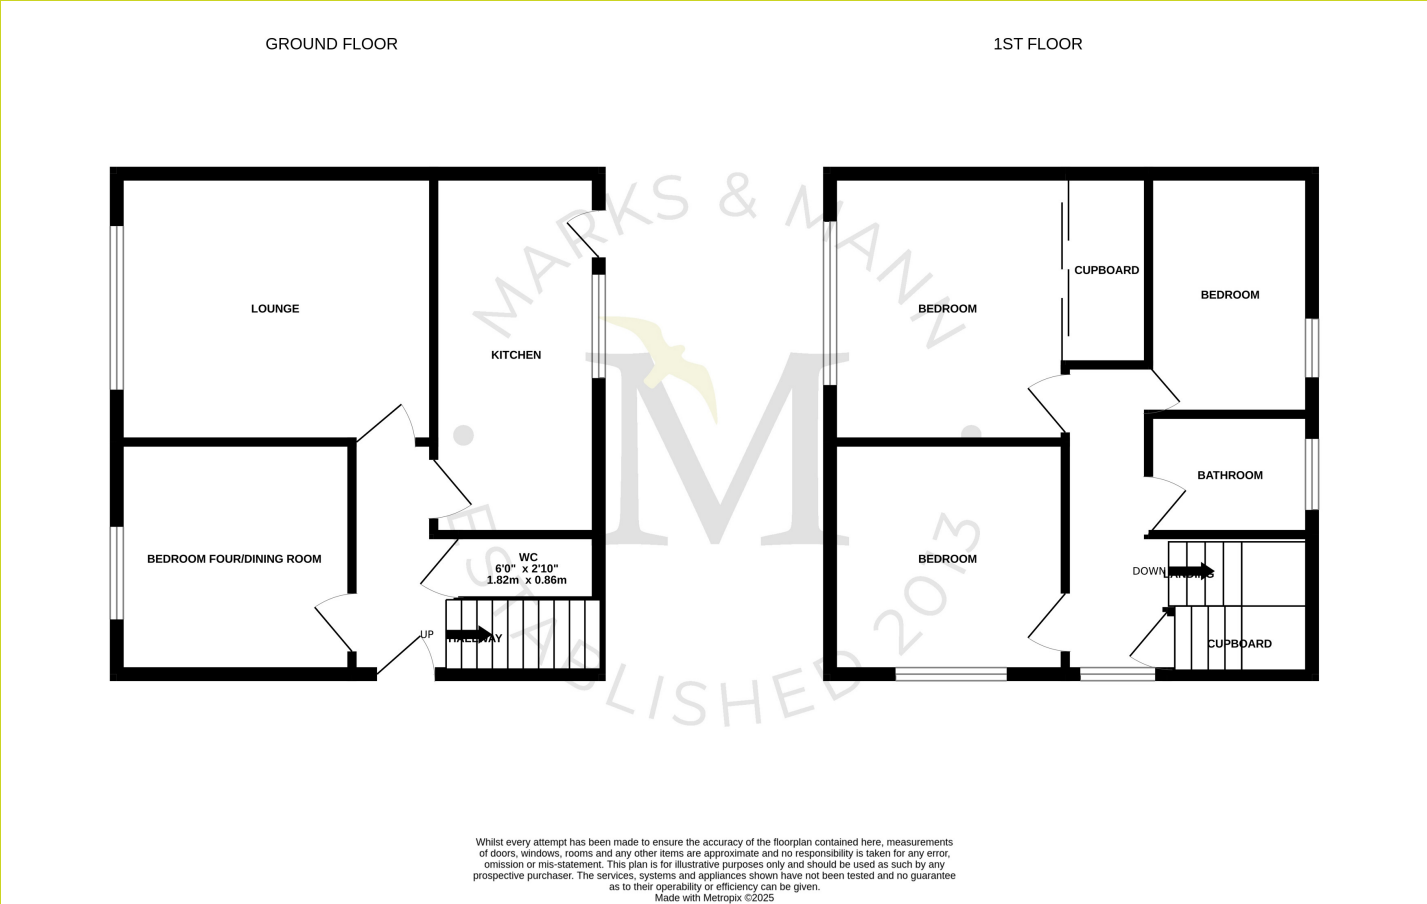 GROUND FLOOR
1ST FLOOR
MARKS & MANN
ESTABLISHED 2013
M
LOUNGE
KITCHEN
BEDROOM FOUR/DINING ROOM
WC
6'0" x 2'10"
1.82m x 0.86m
UP
HALLWAY
BEDROOM
CUPBOARD
BEDROOM
BATHROOM
BEDROOM
DOWN
LANDING
CUPBOARD
Whilst every attempt has been made to ensure the accuracy of the floorplan contained here, measurements
of doors, windows, rooms and any other items are approximate and no responsibility is taken for any error,
omission or mis-statement. This plan is for illustrative purposes only and should be used as such by any
prospective purchaser. The services, systems and appliances shown have not been tested and no guarantee
as to their operability or efficiency can be given.
Made with Metropix ©2025